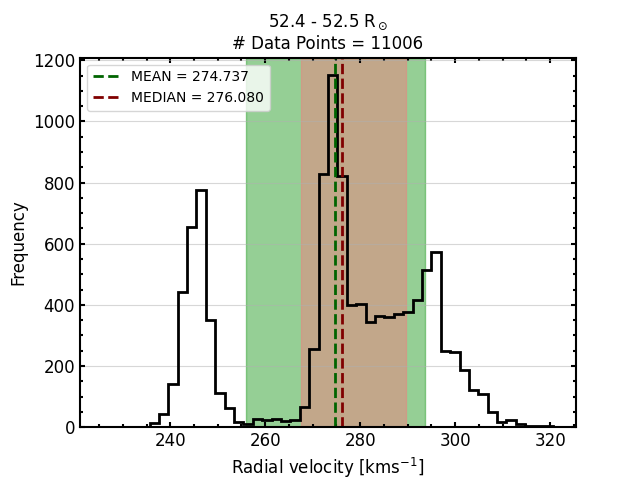 52.4 - 52.5 R⊙
# Data Points = 11006
1200
1000
800
600
400
200
0
Frequency
MEAN = 274.737
MEDIAN = 276.080
240
260
280
300
320
Radial velocity [kms⁻¹]